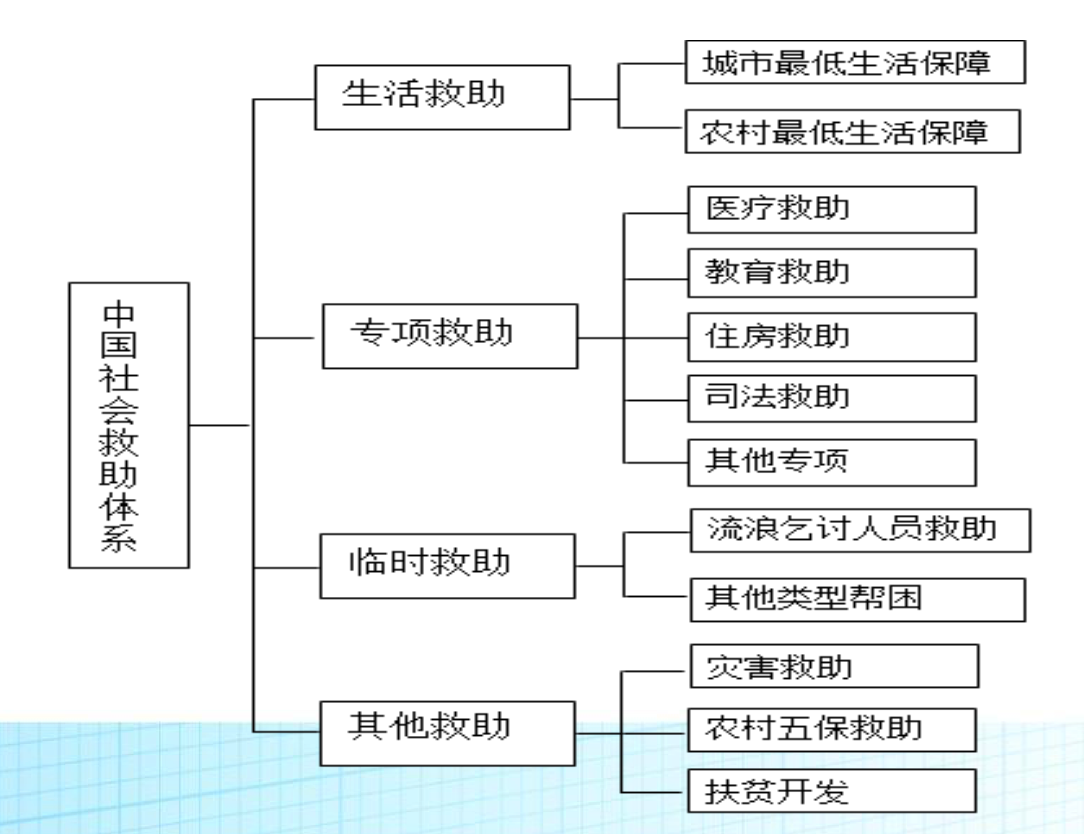 中国社会救助体系
生活救助
城市最低生活保障
农村最低生活保障
专项救助
医疗救助
教育救助
住房救助
司法救助
其他专项
临时救助
流浪乞讨人员救助
其他类型帮困
其他救助
灾害救助
农村五保救助
扶贫开发